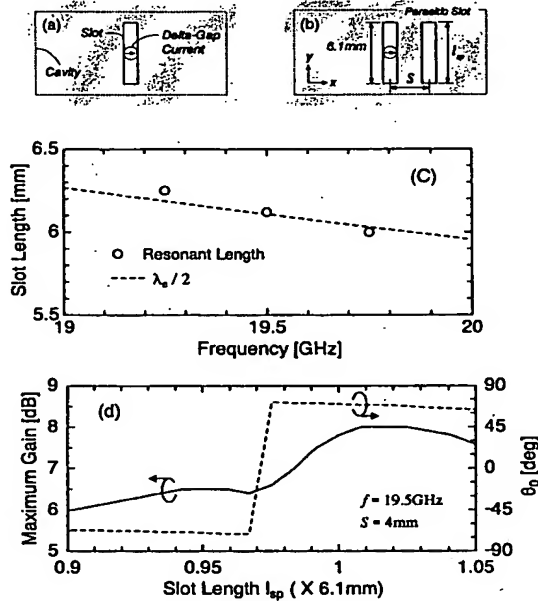 (a)
Slot
Delta-Gap
Current
Cavity
(b)
Parasitic Slot
6.1mm
y
x
S
(C)
6.5
6
5.5
Slot Length [mm]
Resonant Length
19
19.5
20
Frequency [GHz]
(d)
9
8
7
6
5
Maximum Gain [dB]
90
45
0
-45
-90
θ₀ [deg]
f = 19.5GHz
S = 4mm
0.9
0.95
1
1.05
Slot Length lsp ( X 6.1mm)